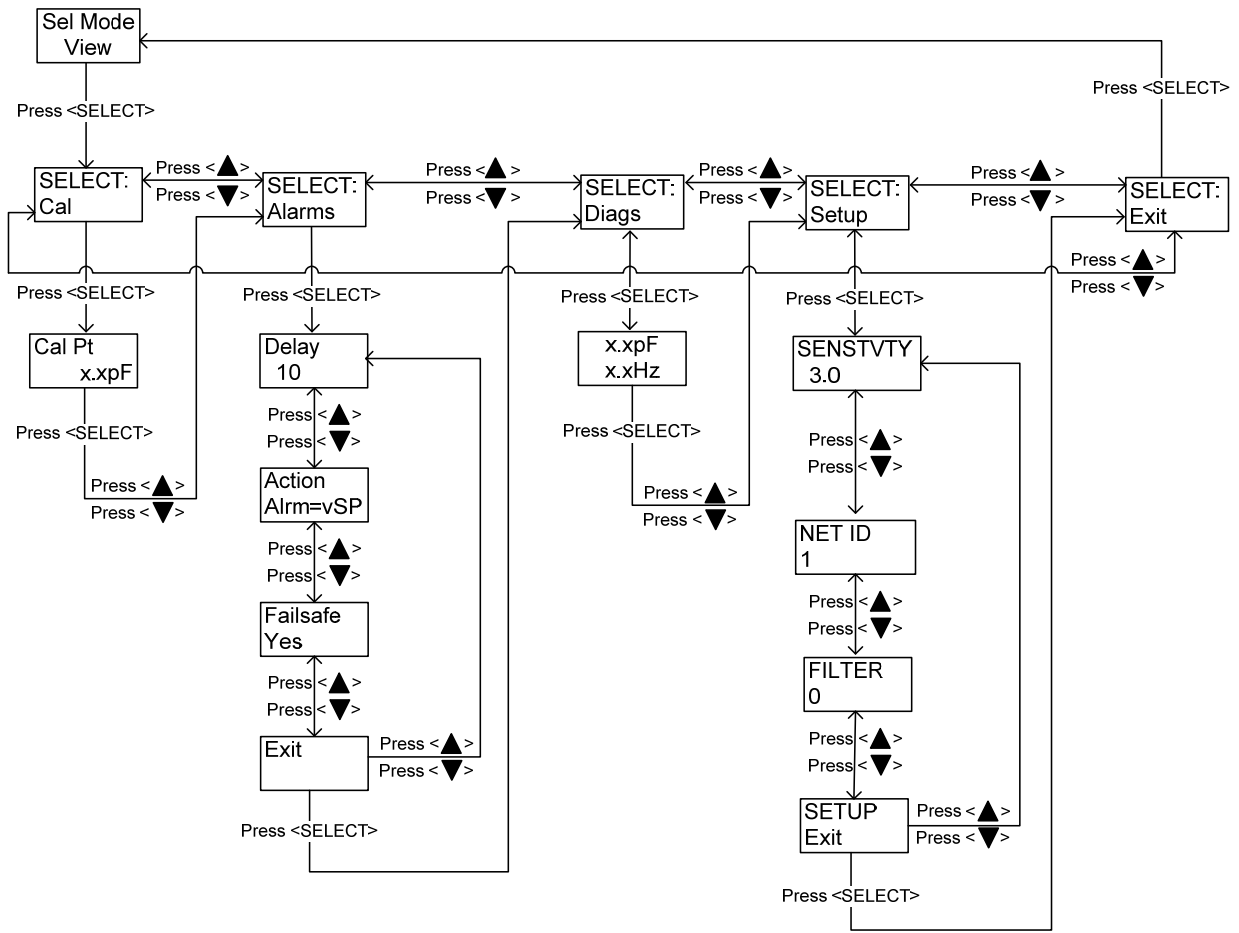 Sel Mode
View
Press <SELECT>
Press <SELECT>
SELECT:
Cal
Press <▲>
Press <▼>
SELECT:
Alarms
Press <▲>
Press <▼>
SELECT:
Diags
Press <▲>
Press <▼>
SELECT:
Setup
Press <▲>
Press <▼>
SELECT:
Exit
Press <▲>
Press <▼>
Press <SELECT>
Cal Pt
x.xpF
Press <SELECT>
Press <▲>
Press <▼>
Press <SELECT>
Delay
10
Press <▲>
Press <▼>
Action
Alrm=vSP
Press <▲>
Press <▼>
Failsafe
Yes
Press <▲>
Press <▼>
Exit
Press <▲>
Press <▼>
Press <SELECT>
Press <SELECT>
x.xpF
x.xHz
Press <SELECT>
Press <▲>
Press <▼>
Press <SELECT>
SENSTVTY
3.0
Press <▲>
Press <▼>
NET ID
1
Press <▲>
Press <▼>
FILTER
0
Press <▲>
Press <▼>
SETUP
Exit
Press <▲>
Press <▼>
Press <SELECT>